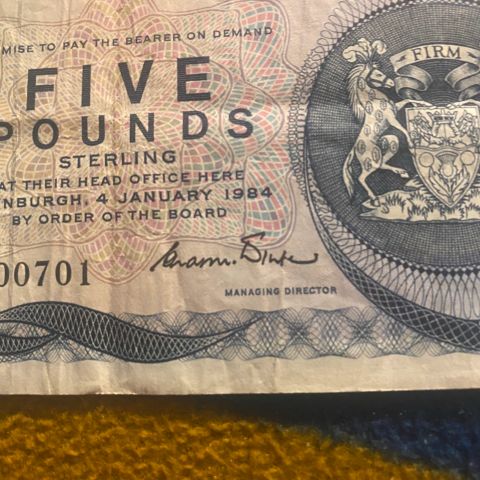 MISE TO PAY THE BEARER ON DEMAND
FIVE
POUNDS
STERLING
AT THEIR HEAD OFFICE HERE
NBURGH, 4 JANUARY 1984
BY ORDER OF THE BOARD
00701
MANAGING DIRECTOR
FIRM